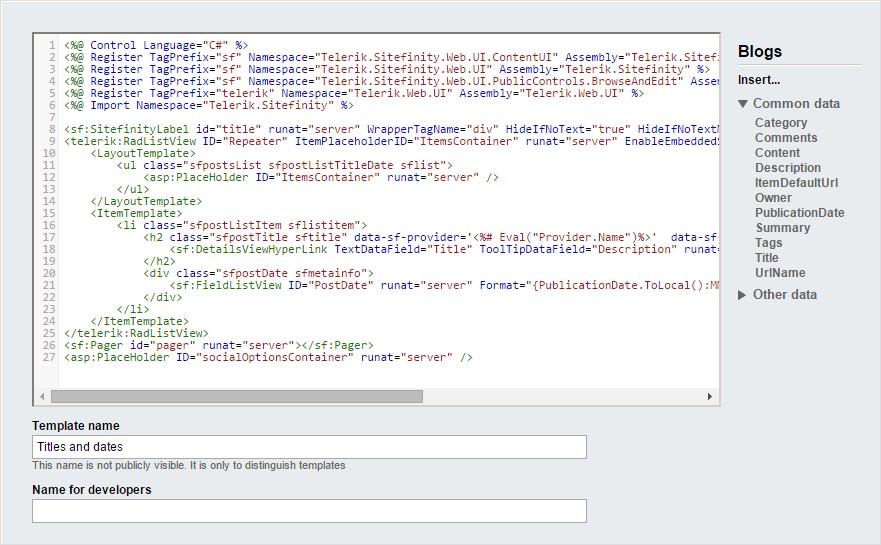 1 <%@ Control Language="C#" %>
2 <%@ Register TagPrefix="sf" Namespace="Telerik.Sitefinity.Web.UI.ContentUI" Assembly="Telerik.Sitef
3 <%@ Register TagPrefix="sf" Namespace="Telerik.Sitefinity.Web.UI" Assembly="Telerik.Sitefinity" %>
4 <%@ Register TagPrefix="sf" Namespace="Telerik.Sitefinity.Web.UI.PublicControls.BrowseAndEdit" Asse
5 <%@ Register TagPrefix="telerik" Namespace="Telerik.Web.UI" Assembly="Telerik.Web.UI" %>
6 <%@ Import Namespace="Telerik.Sitefinity" %>
7
8 <sf:SitefinityLabel id="title" runat="server" WrapperTagName="div" HideIfNoText="true" HideIfNoText
9 <telerik:RadListView ID="Repeater" ItemPlaceholderID="ItemsContainer" runat="server" EnableEmbedded
10 <LayoutTemplate>
11 <ul class="sfpostsList sfpostListTitleDate sflist">
12 <asp:PlaceHolder ID="ItemsContainer" runat="server" />
13 </ul>
14 </LayoutTemplate>
15 <ItemTemplate>
16 <li class="sfpostListItem sflistitem">
17 <h2 class="sfpostTitle sftitle" data-sf-provider='<%# Eval("Provider.Name")%>' data-sf-
18 <sf:DetailsViewHyperLink TextDataField="Title" ToolTipDataField="Description" runat=
19 </h2>
20 <div class="sfpostDate sfmetainfo">
21 <sf:FieldListView ID="PostDate" runat="server" Format="{PublicationDate.ToLocal():MM
22 </div>
23 </li>
24 </ItemTemplate>
25 </telerik:RadListView>
26 <sf:Pager id="pager" runat="server"></sf:Pager>
27 <asp:PlaceHolder ID="socialOptionsContainer" runat="server" />
Template name
Titles and dates
This name is not publicly visible. It is only to distinguish templates
Name for developers
Blogs
Insert...
Common data
Category
Comments
Content
Description
ItemDefaultUrl
Owner
PublicationDate
Summary
Tags
Title
UrlName
Other data